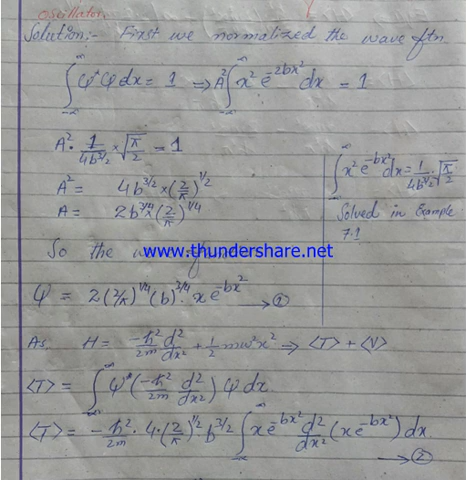 oscillator.
Solution:- First we normalized the wave ftn.
∫_{-∞}^{∞} φ*φ dx = 1 ⇒ A² ∫_{-∞}^{∞} x² e^{-2bx²} dx = 1
A² · 1/(4b^{3/2}) × √(π/2) = 1
A² = 4b^{3/2} × (2/π)^{1/2}
A = 2b^{3/4} × (2/π)^{1/4}
∫_{-∞}^{∞} x² e^{-bx²} dx = 1/(4b^{3/2}) · √(π/2)
Solved in Example
7.1
So the
www.thundershare.net
φ = 2(2/π)^{1/4} (b)^{3/4} · x e^{-bx²} → ①
As H = -ħ²/2m d²/dx² + 1/2 mω²x² ⇒ <T> + <V>
<T> = ∫_{-∞}^{∞} φ* (-ħ²/2m d²/dx²) φ dx
<T> = -ħ²/2m · 4 · (2/π)^{1/2} b^{3/2} ∫_{-∞}^{∞} x e^{-bx²} d²/dx² (x e^{-bx²}) dx
→ ②